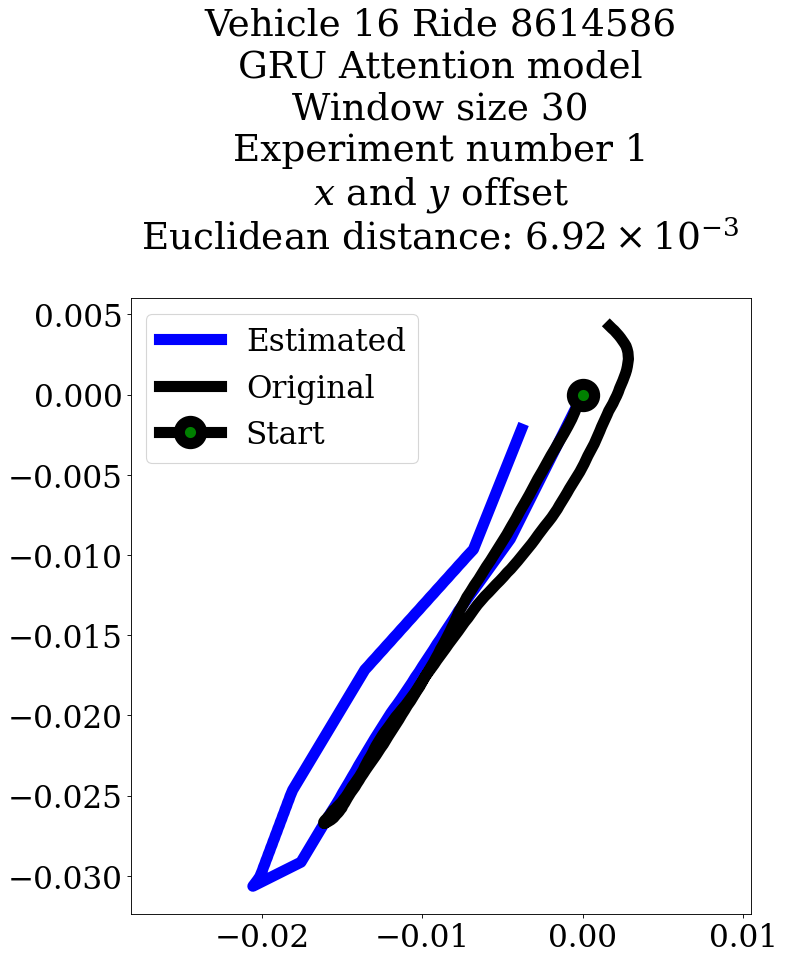 Vehicle 16 Ride 8614586
GRU Attention model
Window size 30
Experiment number 1
x and y offset
Euclidean distance: 6.92 × 10⁻³
Estimated
Original
Start
0.005
0.000
−0.005
−0.010
−0.015
−0.020
−0.025
−0.030
−0.02
−0.01
0.00
0.01